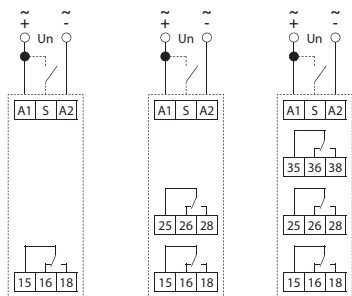 ~ ~ ~ ~ ~ ~
+ - + - + -
Un Un Un
A1 S A2 A1 S A2 A1 S A2
35 36 38
25 26 28 25 26 28
15 16 18 15 16 18 15 16 18